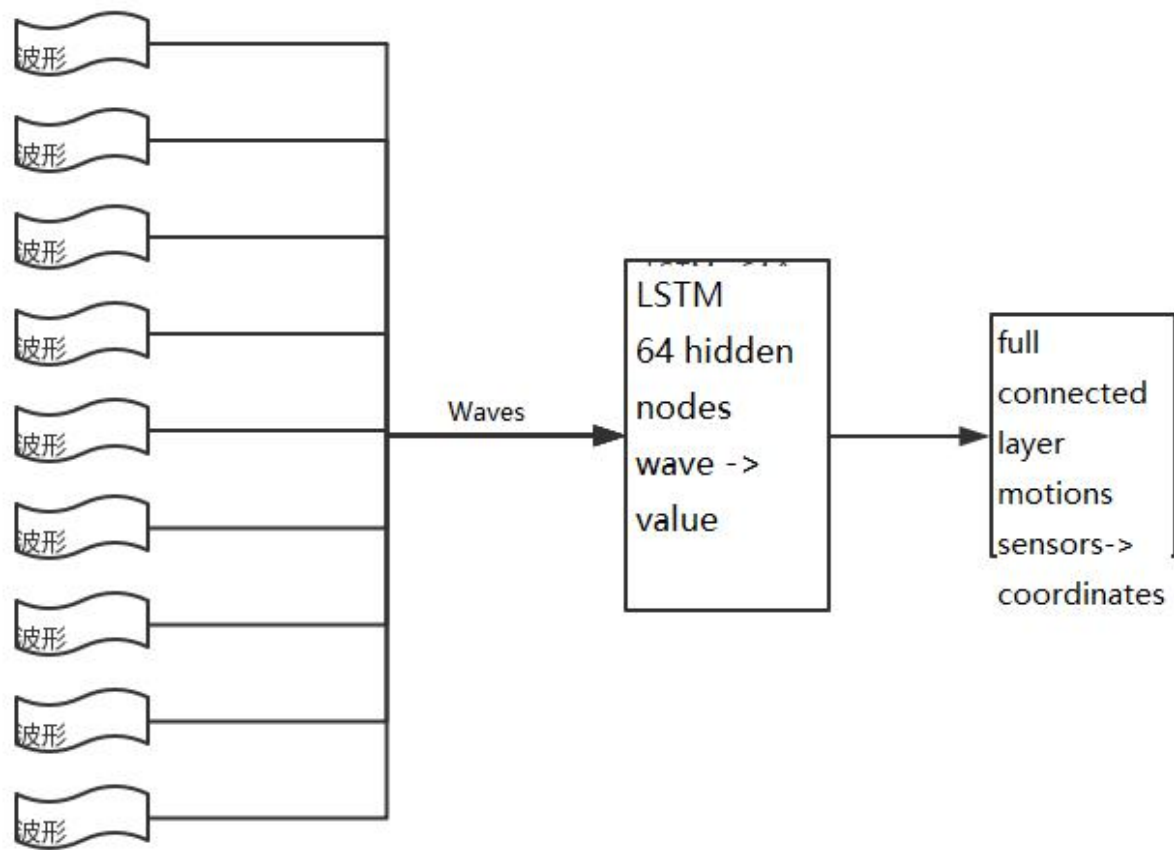 波形
波形
波形
波形
波形
波形
波形
波形
波形
Waves
LSTM
64 hidden
nodes
wave ->
value
full
connected
layer
motions
sensors->
coordinates